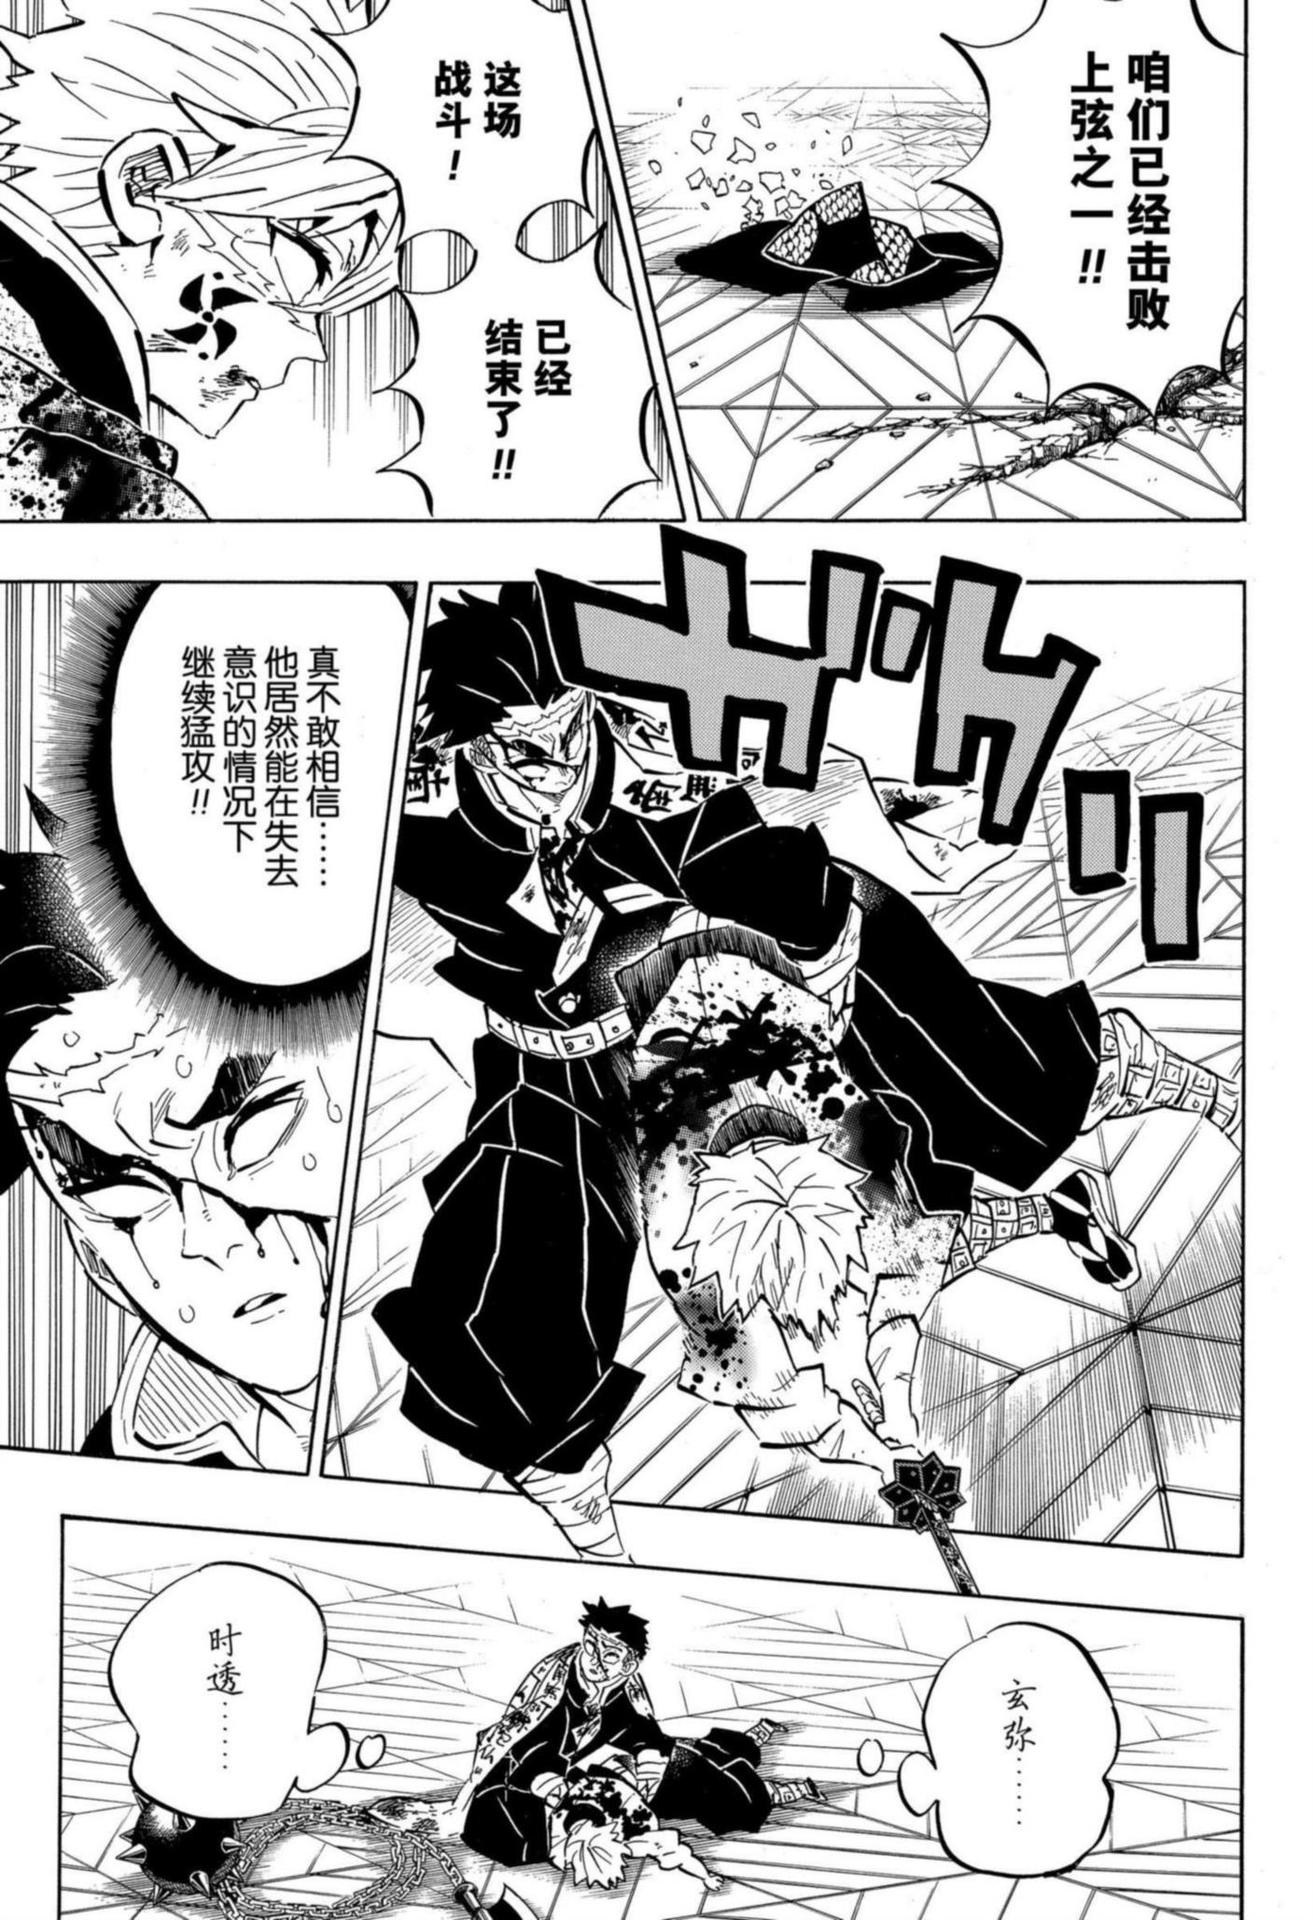 咱们已经击败
上弦之一!!
这场
战斗!
已经
结束了!!
ガガガ
真不敢相信……
他居然能在失去
意识的情况下
继续猛攻!!
玄弥……
时透……